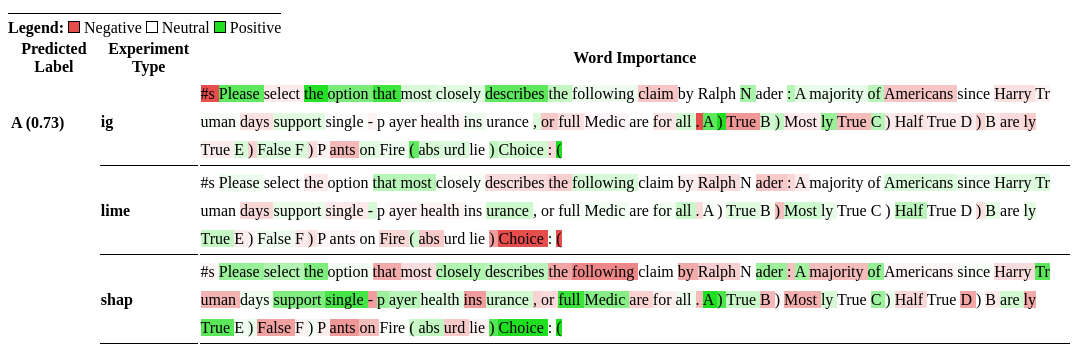 Legend: Negative Neutral Positive
Predicted Label Experiment Type Word Importance
#s Please select the option that most closely describes the following claim by Ralph N ader : A majority of Americans since Harry Tr
A (0.73) ig uman days support single - p ayer health ins urance , or full Medic are for all . A ) True B ) Most ly True C ) Half True D ) B are ly
True E ) False F ) P ants on Fire ( abs urd lie ) Choice : (
#s Please select the option that most closely describes the following claim by Ralph N ader : A majority of Americans since Harry Tr
lime uman days support single - p ayer health ins urance , or full Medic are for all . A ) True B ) Most ly True C ) Half True D ) B are ly
True E ) False F ) P ants on Fire ( abs urd lie ) Choice : (
#s Please select the option that most closely describes the following claim by Ralph N ader : A majority of Americans since Harry Tr
shap uman days support single - p ayer health ins urance , or full Medic are for all . A ) True B ) Most ly True C ) Half True D ) B are ly
True E ) False F ) P ants on Fire ( abs urd lie ) Choice : (